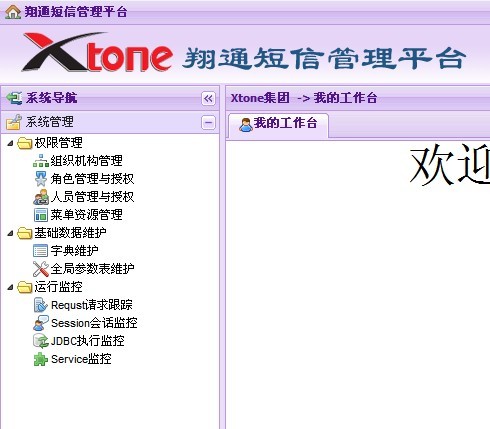 翔通短信管理平台
Xtone 翔通短信管理平台
系统导航
Xtone集团 -> 我的工作台
系统管理
我的工作台
欢迎
权限管理
组织机构管理
角色管理与授权
人员管理与授权
菜单资源管理
基础数据维护
字典维护
全局参数表维护
运行监控
Requst请求跟踪
Session会话监控
JDBC执行监控
Service监控